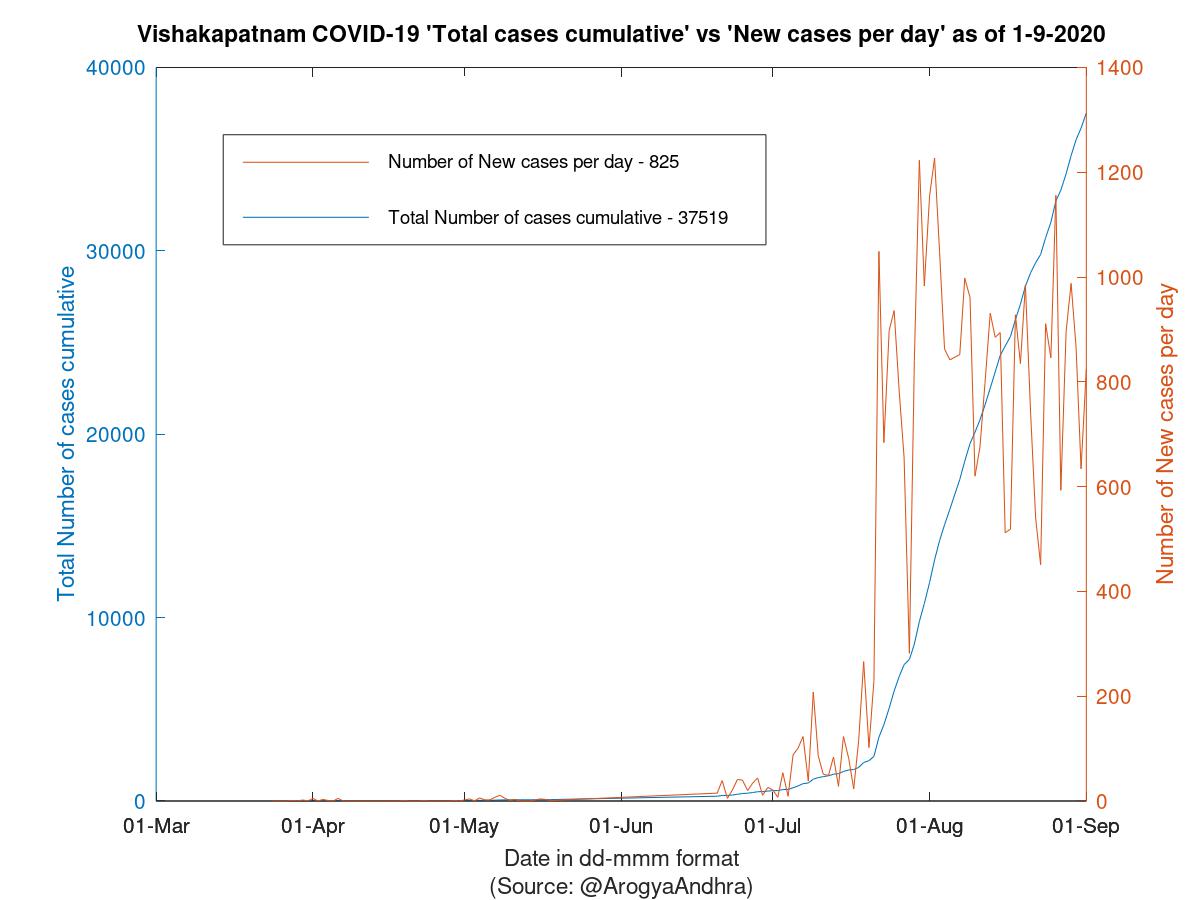 Vishakapatnam COVID-19 'Total cases cumulative' vs 'New cases per day' as of 1-9-2020
40000
30000
20000
10000
0
Total Number of cases cumulative
Number of New cases per day - 825
Total Number of cases cumulative - 37519
1400
1200
1000
800
600
400
200
0
Number of New cases per day
01-Mar 01-Apr 01-May 01-Jun 01-Jul 01-Aug 01-Sep
Date in dd-mmm format
(Source: @ArogyaAndhra)